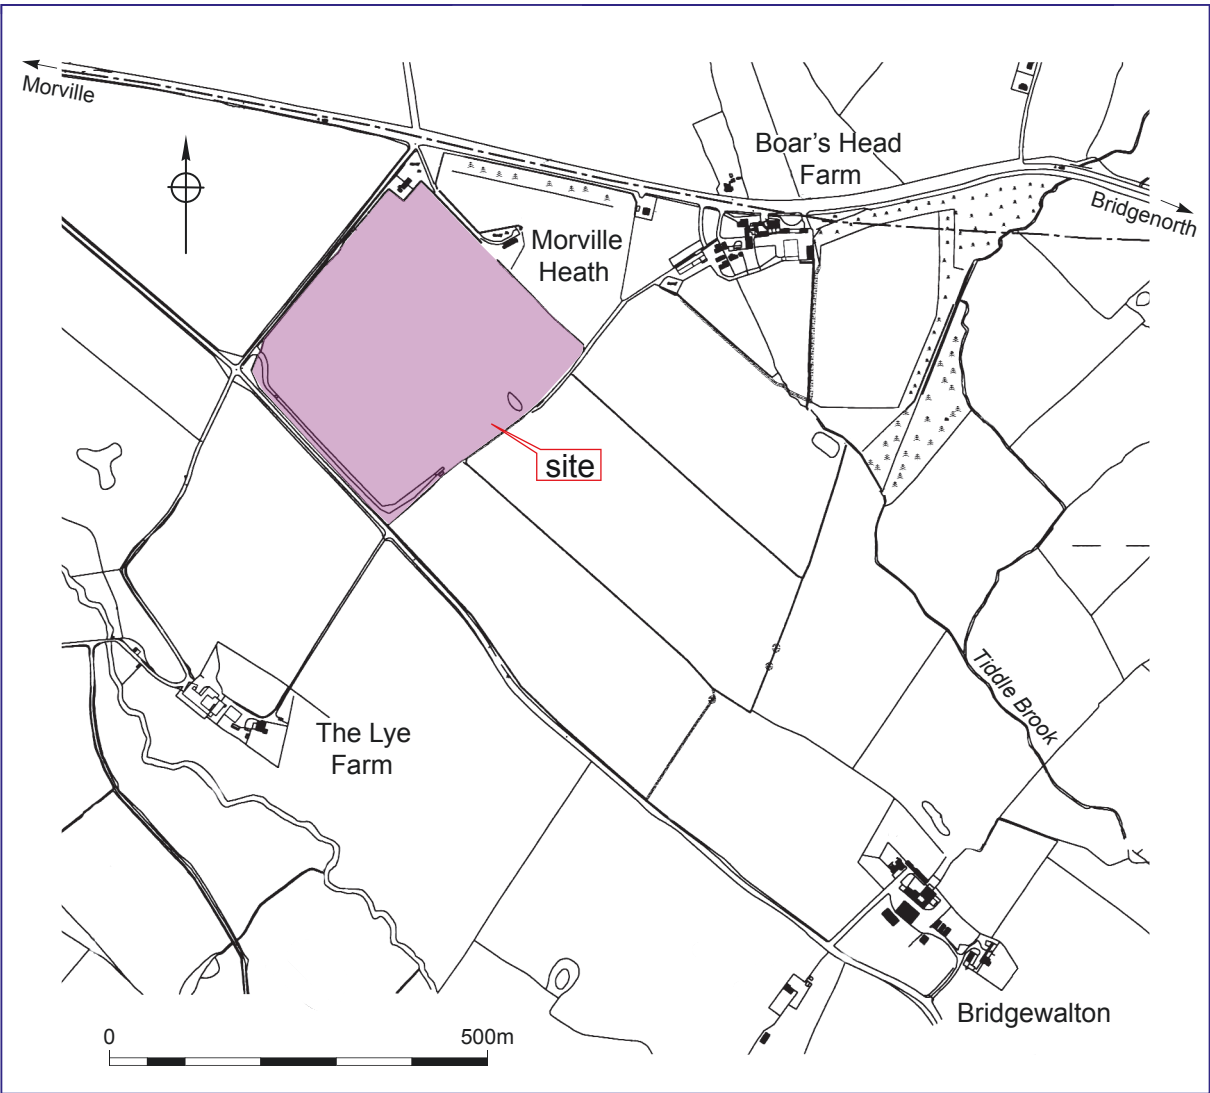 Morville
Boar's Head
Farm
Bridgenorth
Morville
Heath
site
Tiddle Brook
The Lye
Farm
Bridgewalton
0
500m